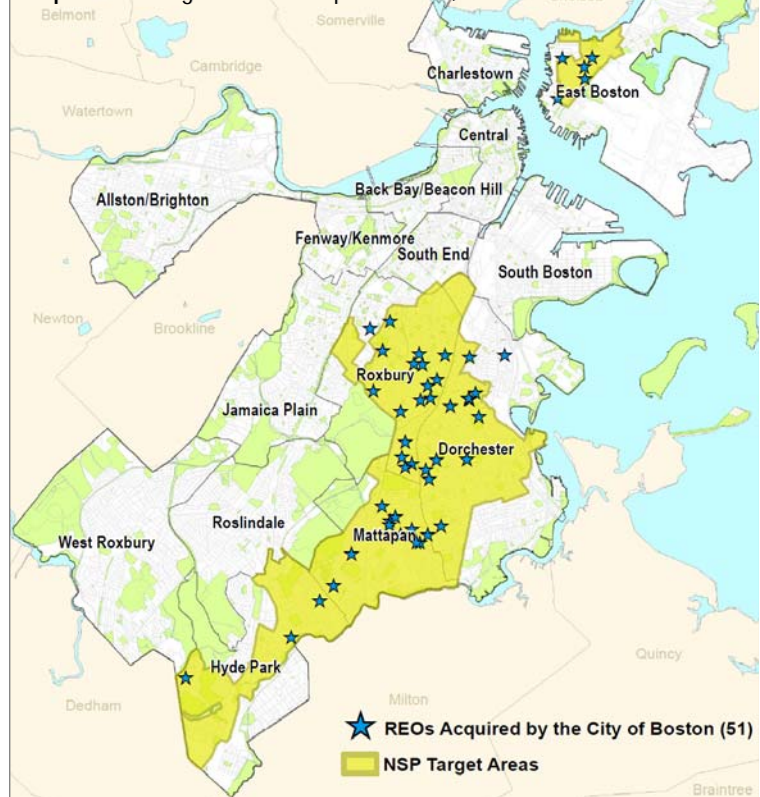 Belmont
Somerville
Cambridge
Charlestown
East Boston
Watertown
Central
Back Bay/Beacon Hill
Allston/Brighton
Fenway/Kenmore
South End
South Boston
Newton
Brookline
Roxbury
Jamaica Plain
Dorchester
Roslindale
West Roxbury
Mattapan
Quincy
Hyde Park
Dedham
Milton
REOs Acquired by the City of Boston (51)
NSP Target Areas
Braintree